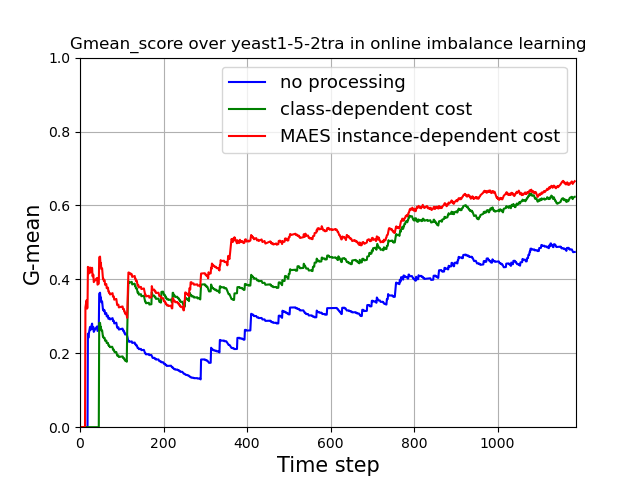 Gmean_score over yeast1-5-2tra in online imbalance learning
1.0
0.8
0.6
0.4
0.2
0.0
G-mean
no processing
class-dependent cost
MAES instance-dependent cost
0 200 400 600 800 1000
Time step